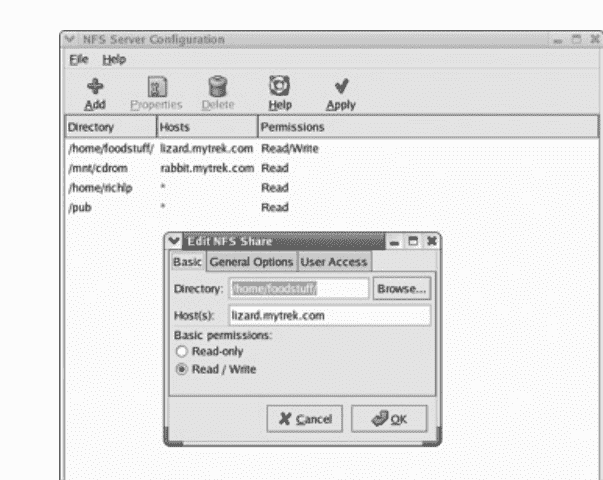 NFS Server Configuration
File Help
Add Properties Delete Help Apply
Directory Hosts Permissions
/home/foodstuff/ lizard.mytrek.com Read/Write
/mnt/cdrom rabbit.mytrek.com Read
/home/richlp * Read
/pub * Read
Edit NFS Share
Basic General Options User Access
Directory: /home/foodstuff/ Browse...
Host(s): lizard.mytrek.com
Basic permissions:
Read-only
Read / Write
Cancel OK